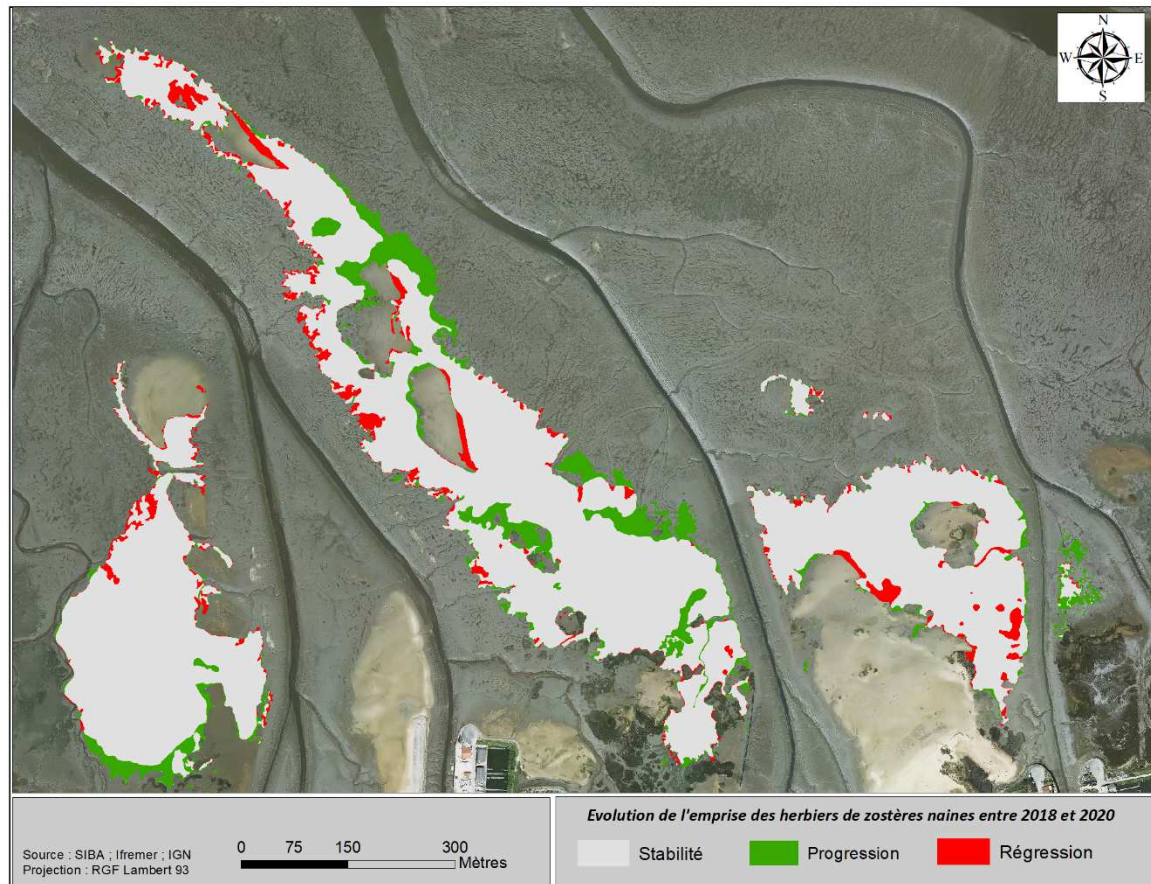 N
W E
S
Evolution de l'emprise des herbiers de zostères naines entre 2018 et 2020
Source : SIBA ; Ifremer ; IGN
Projection : RGF Lambert 93
0 75 150 300
Mètres
Stabilité Progression Régression